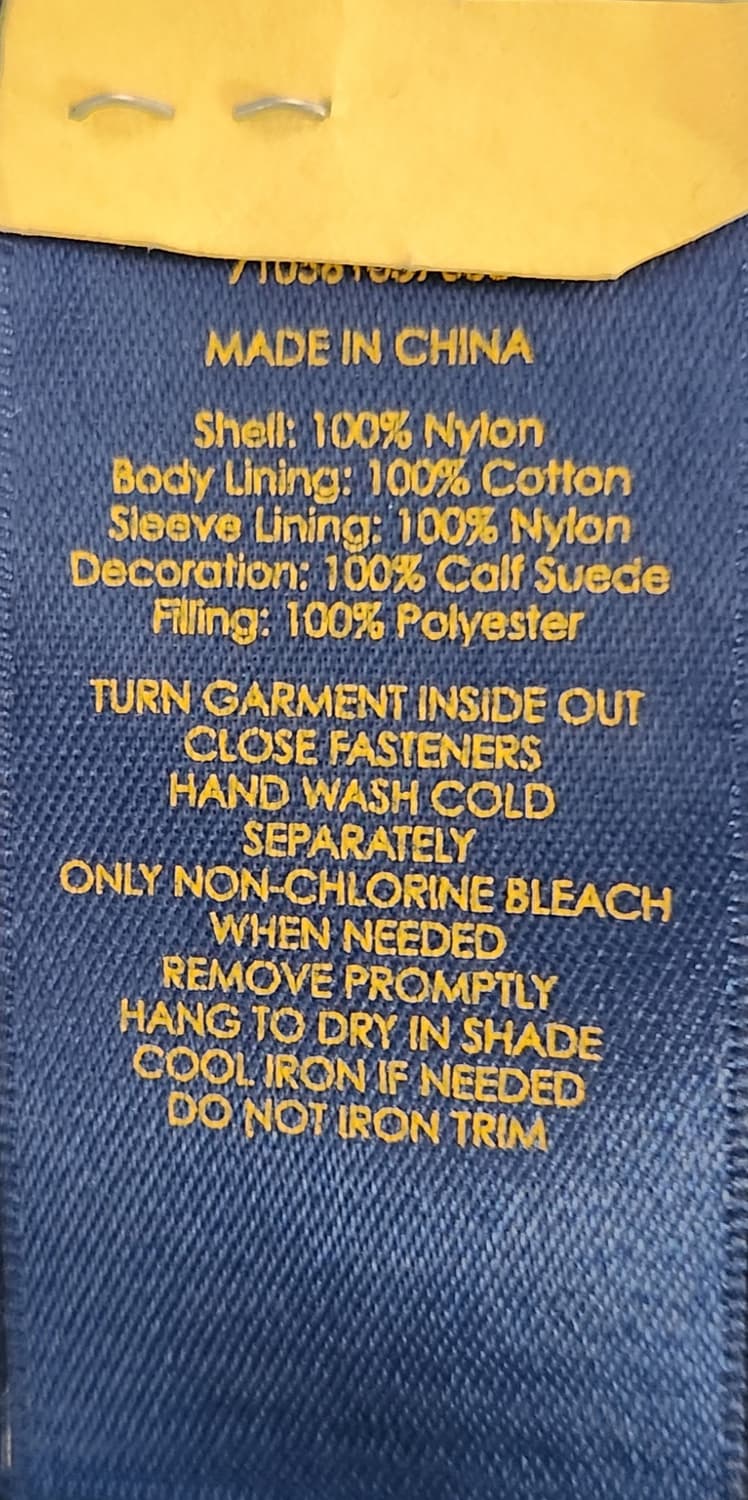 MADE IN CHINA
Shell: 100% Nylon
Body Lining: 100% Cotton
Sleeve Lining: 100% Nylon
Decoration: 100% Calf Suede
Filling: 100% Polyester
TURN GARMENT INSIDE OUT
CLOSE FASTENERS
HAND WASH COLD
SEPARATELY
ONLY NON-CHLORINE BLEACH
WHEN NEEDED
REMOVE PROMPTLY
HANG TO DRY IN SHADE
COOL IRON IF NEEDED
DO NOT IRON TRIM